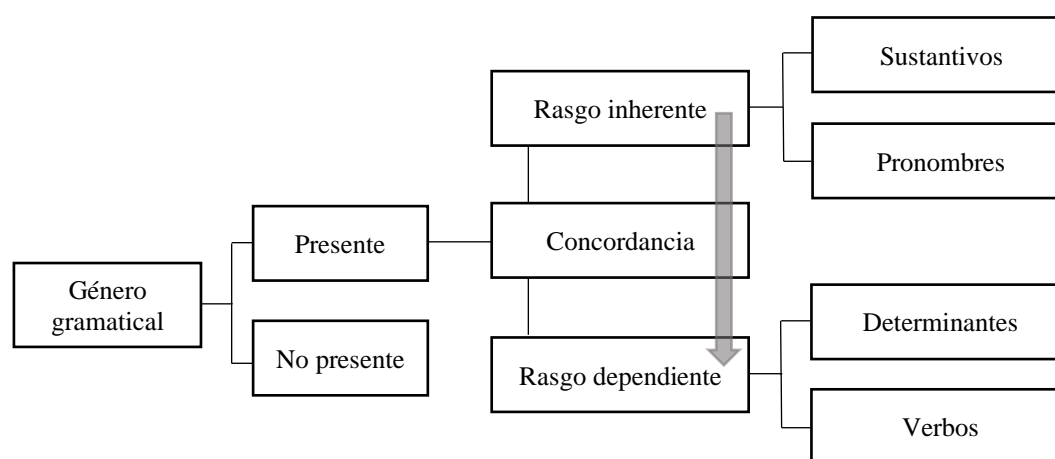 Género
gramatical
Presente
No presente
Rasgo inherente
Concordancia
Rasgo dependiente
Sustantivos
Pronombres
Determinantes
Verbos